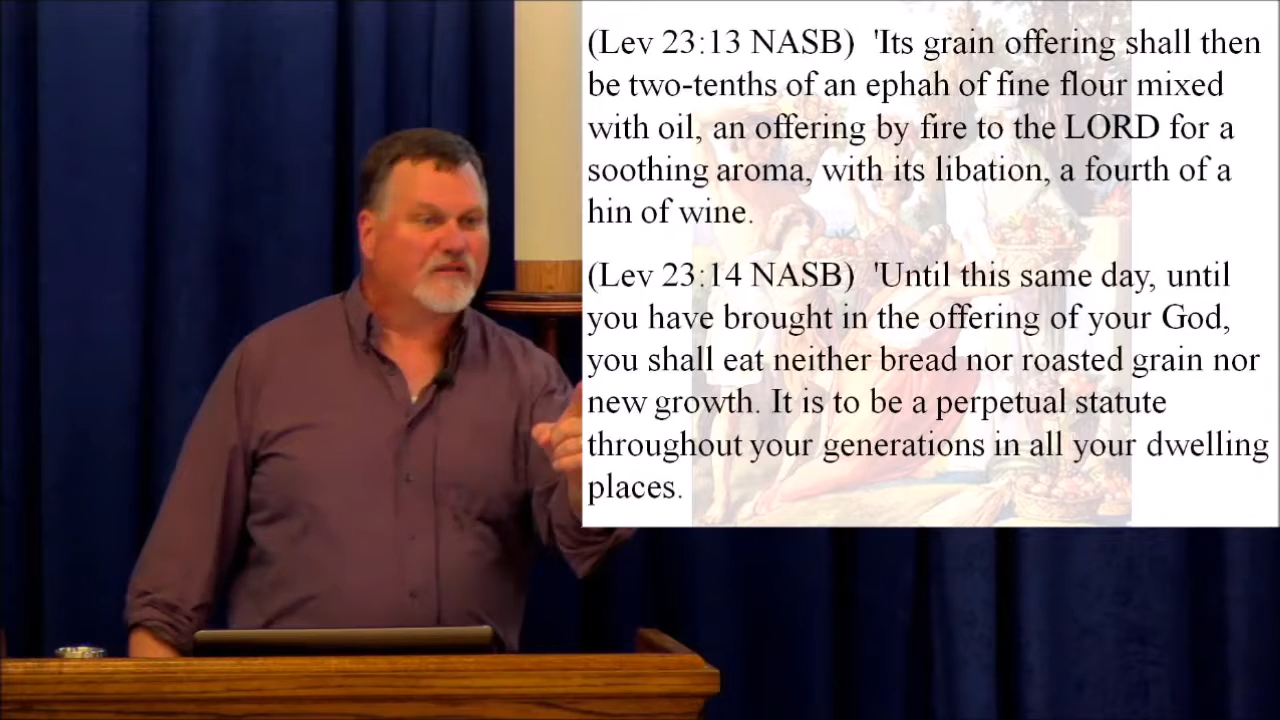 (Lev 23:13 NASB)  'Its grain offering shall then
be two-tenths of an ephah of fine flour mixed
with oil, an offering by fire to the LORD for a
soothing aroma, with its libation, a fourth of a
hin of wine.
(Lev 23:14 NASB)  'Until this same day, until
you have brought in the offering of your God,
you shall eat neither bread nor roasted grain nor
new growth. It is to be a perpetual statute
throughout your generations in all your dwelling
places.